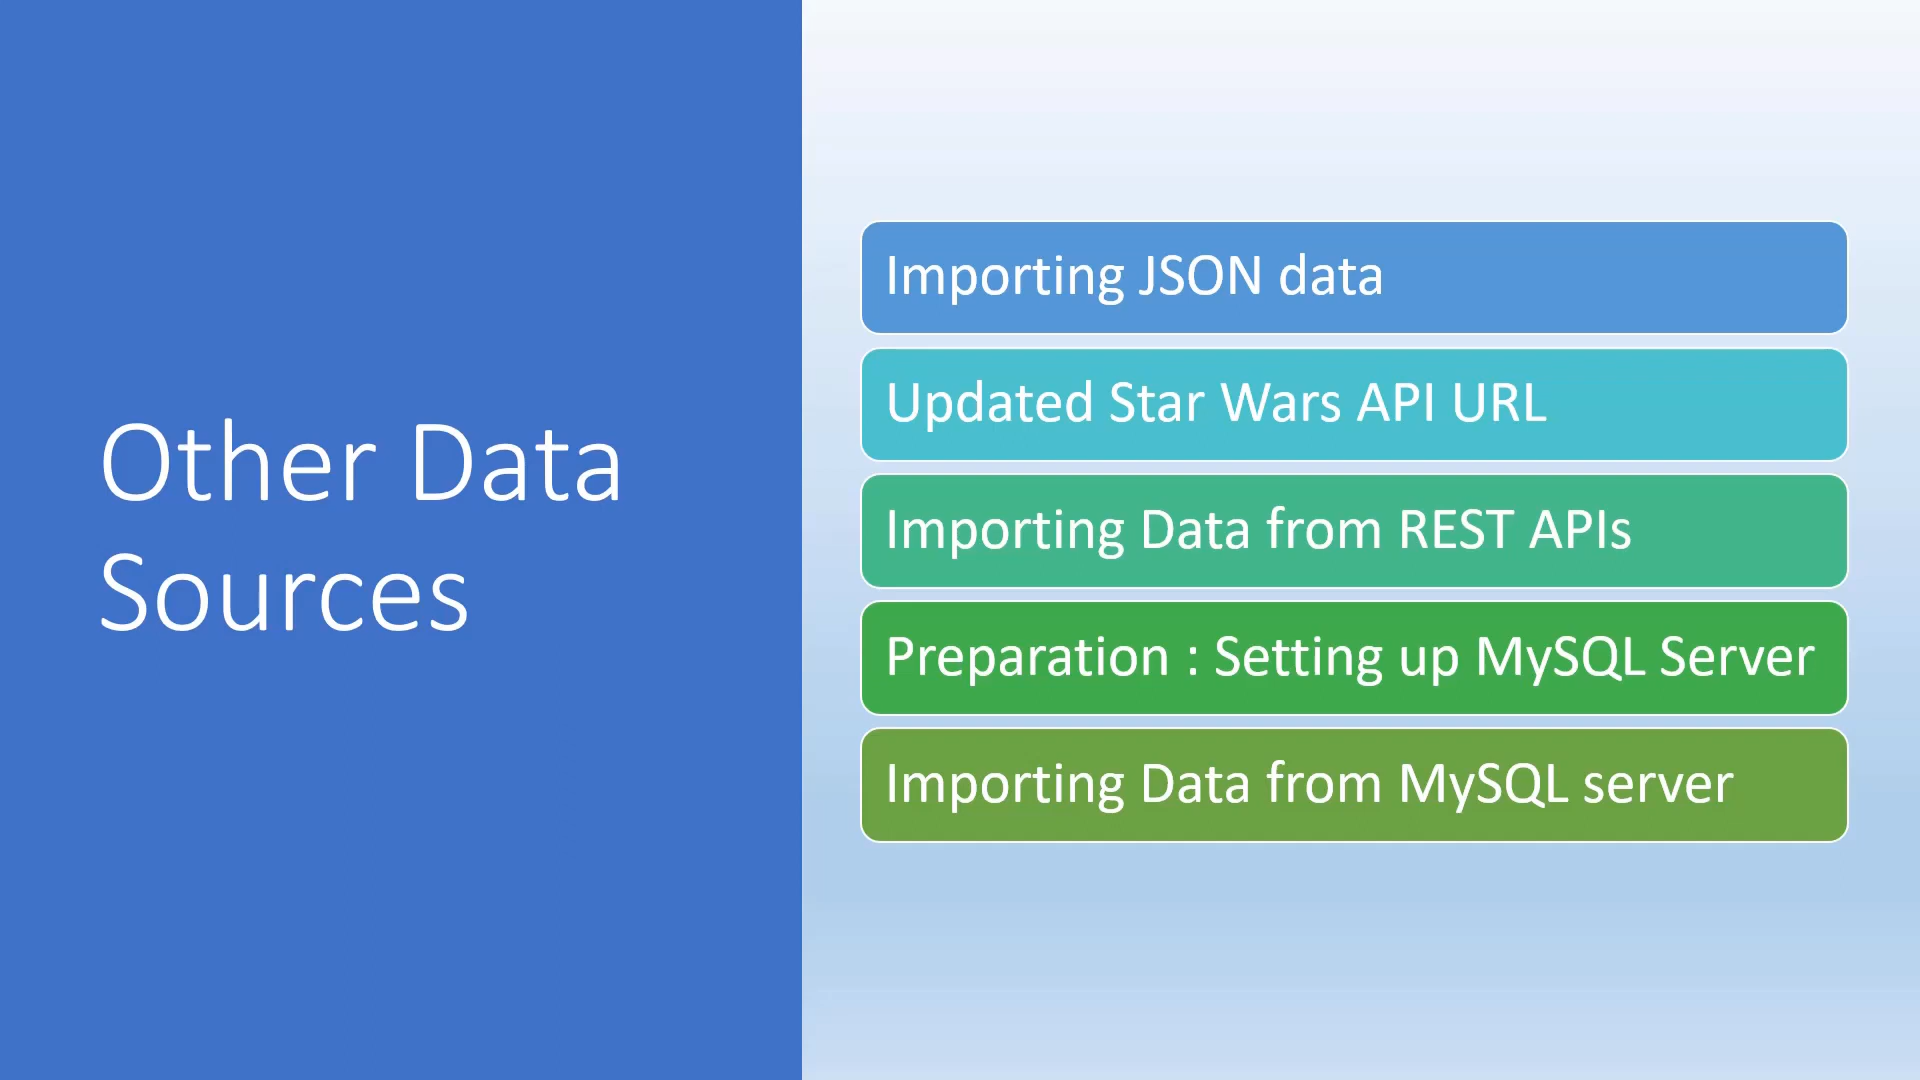 Other Data
Sources
Importing JSON data
Updated Star Wars API URL
Importing Data from REST APIs
Preparation : Setting up MySQL Server
Importing Data from MySQL server